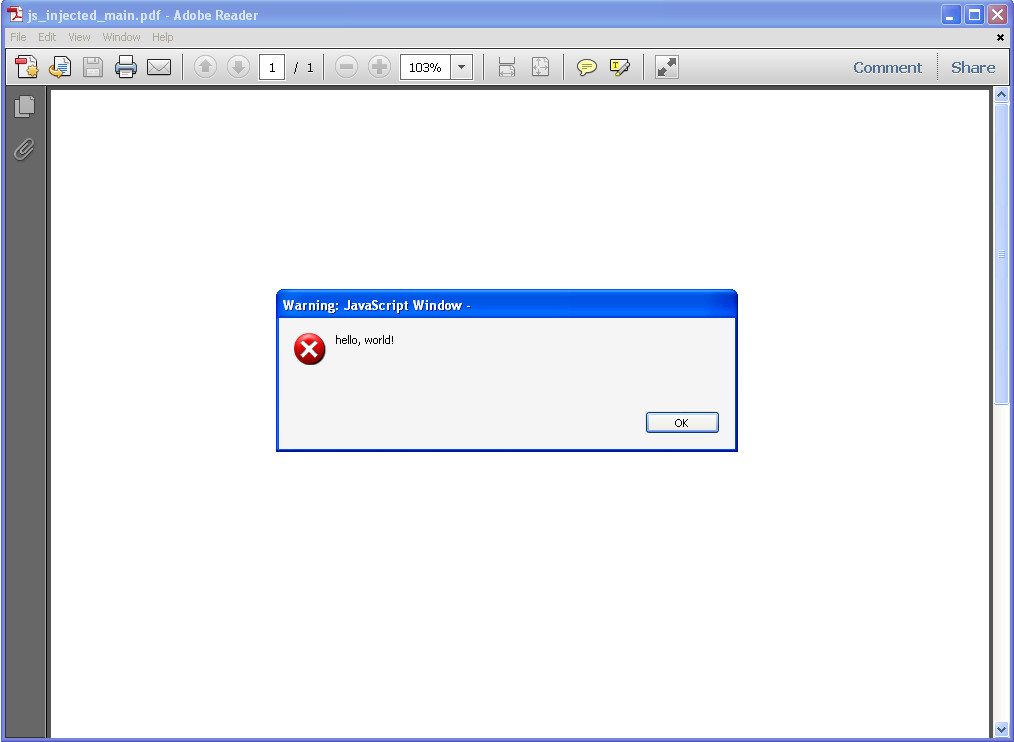 js_injected_main.pdf - Adobe Reader
File Edit View Window Help
1 / 1 103% T Comment Share
Warning: JavaScript Window -
hello, world!
OK